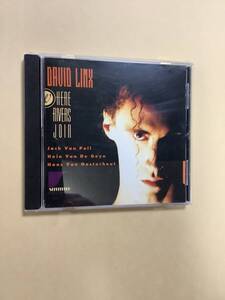 DAVID LINX
WHERE
RIVERS
JOIN
Jack Van Poll
Hein Van De Geyn
Hans Van Oosterhout